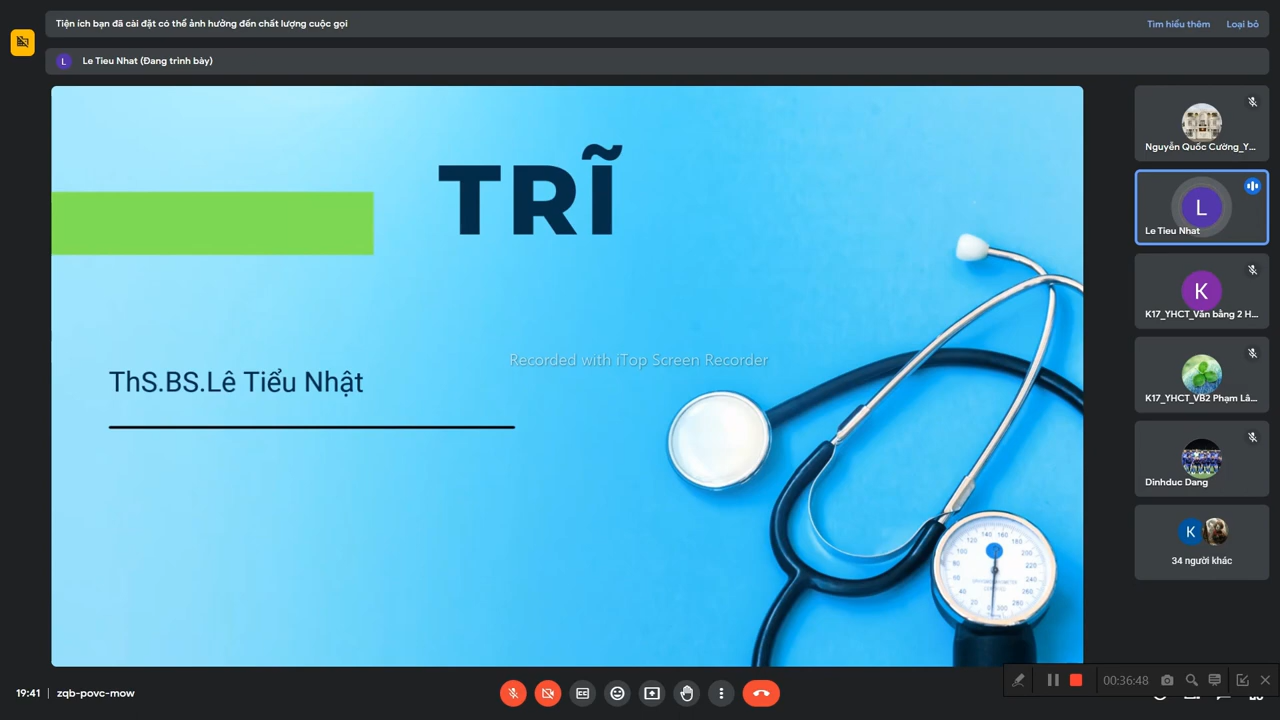 Tiện ích bạn đã cài đặt có thể ảnh hưởng đến chất lượng cuộc gọi
Tìm hiểu thêm
Loại bỏ
L
Le Tieu Nhat (Đang trình bày)
TRĨ
ThS.BS.Lê Tiểu Nhật
Recorded with iTop Screen Recorder
Nguyễn Quốc Cường_Y...
L
Le Tieu Nhat
K
K17_YHCT_Văn bằng 2 H...
K17_YHCT_VB2 Phạm Lâ...
Dinhduc Dang
K
34 người khác
19:41
zqb-povc-mow
00:36:48